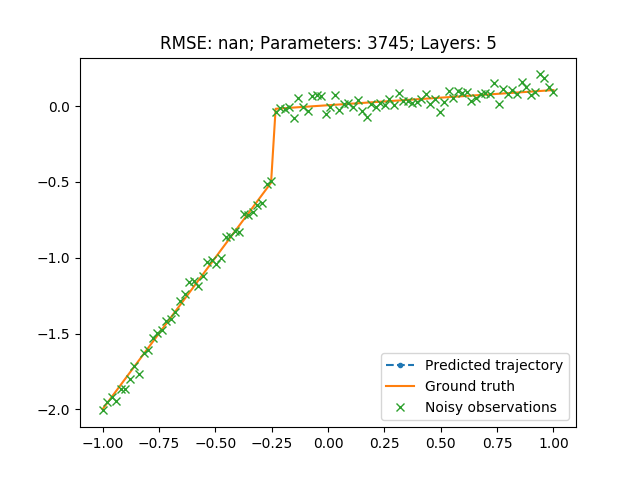 RMSE: nan; Parameters: 3745; Layers: 5
0.0
−0.5
−1.0
−1.5
−2.0
Predicted trajectory
Ground truth
Noisy observations
−1.00 −0.75 −0.50 −0.25 0.00 0.25 0.50 0.75 1.00